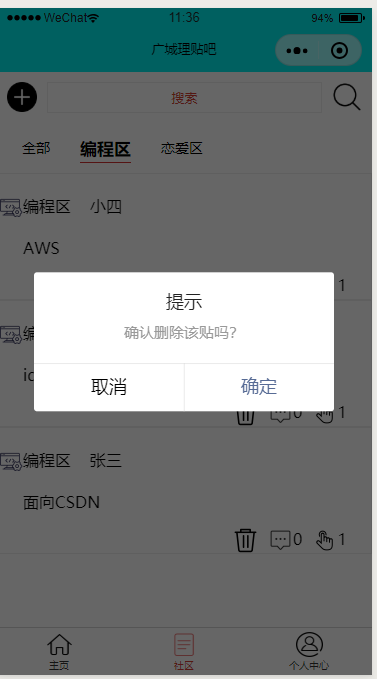 WeChat 11:36 94%
广城理贴吧
搜索
全部 编程区 恋爱区
编程区 小四
AWS
1
编
ic
0 1
提示
确认删除该贴吗?
取消 确定
编程区 张三
面向CSDN
0 1
主页 社区 个人中心